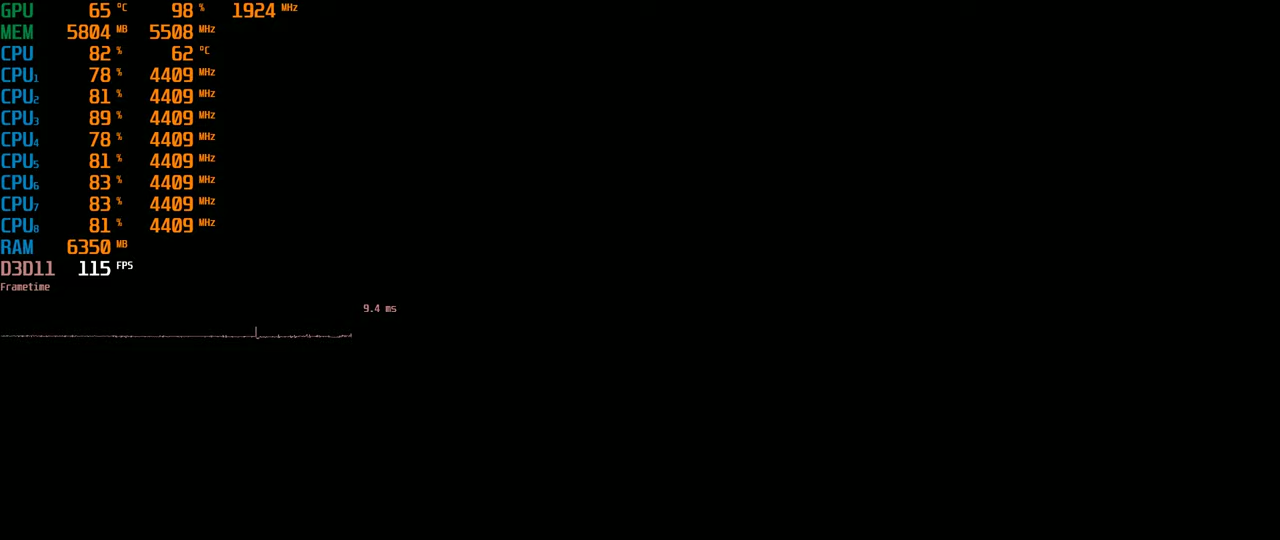 GPU 65 °C 98 % 1924 MHz
MEM 5804 MB 5508 MHz
CPU 82 % 62 °C
CPU1 78 % 4409 MHz
CPU2 81 % 4409 MHz
CPU3 89 % 4409 MHz
CPU4 78 % 4409 MHz
CPU5 81 % 4409 MHz
CPU6 83 % 4409 MHz
CPU7 83 % 4409 MHz
CPU8 81 % 4409 MHz
RAM 6350 MB
D3D11 115 FPS
Frametime
9.4 ms